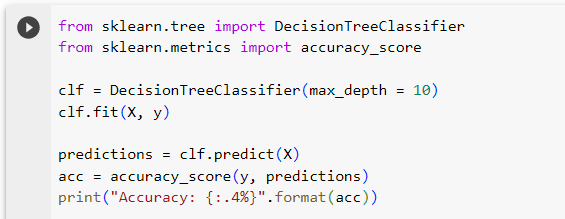 from sklearn.tree import DecisionTreeClassifier
from sklearn.metrics import accuracy_score
clf = DecisionTreeClassifier(max_depth = 10)
clf.fit(X, y)
predictions = clf.predict(X)
acc = accuracy_score(y, predictions)
print("Accuracy: {:.4%}".format(acc))